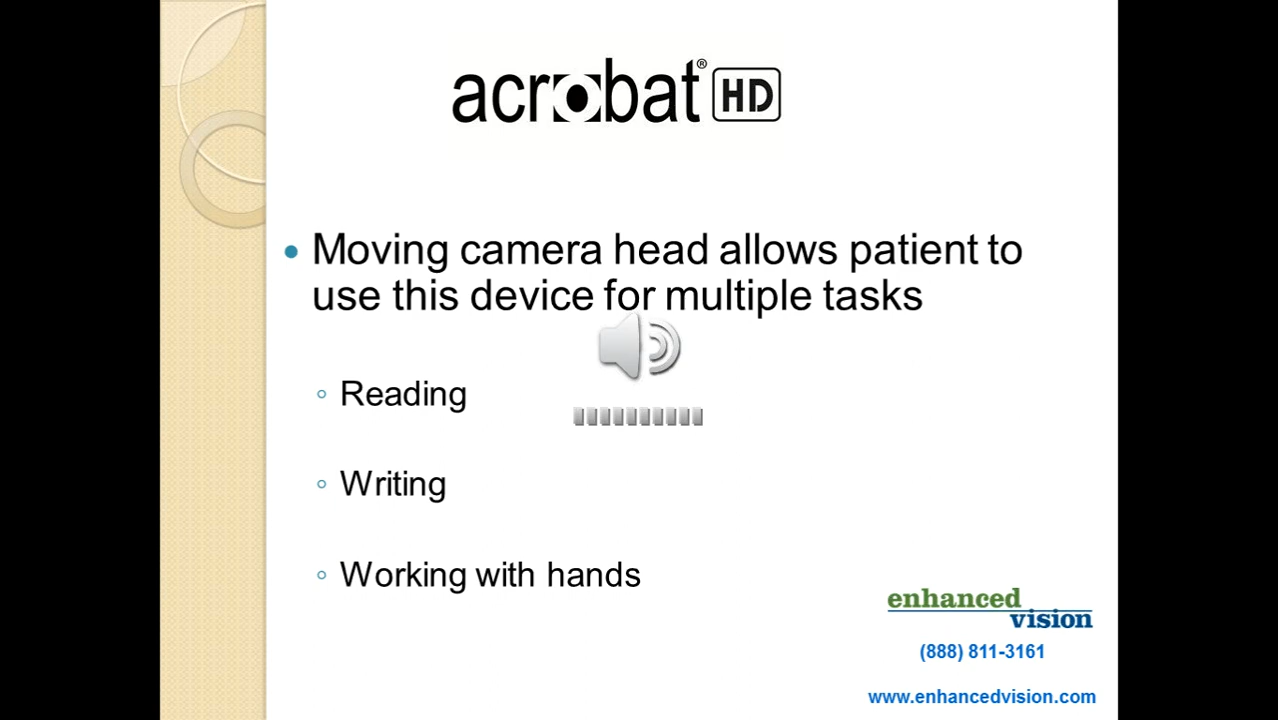 acrobat® HD
Moving camera head allows patient to
use this device for multiple tasks
Reading
Writing
Working with hands
enhanced
vision
(888) 811-3161
www.enhancedvision.com